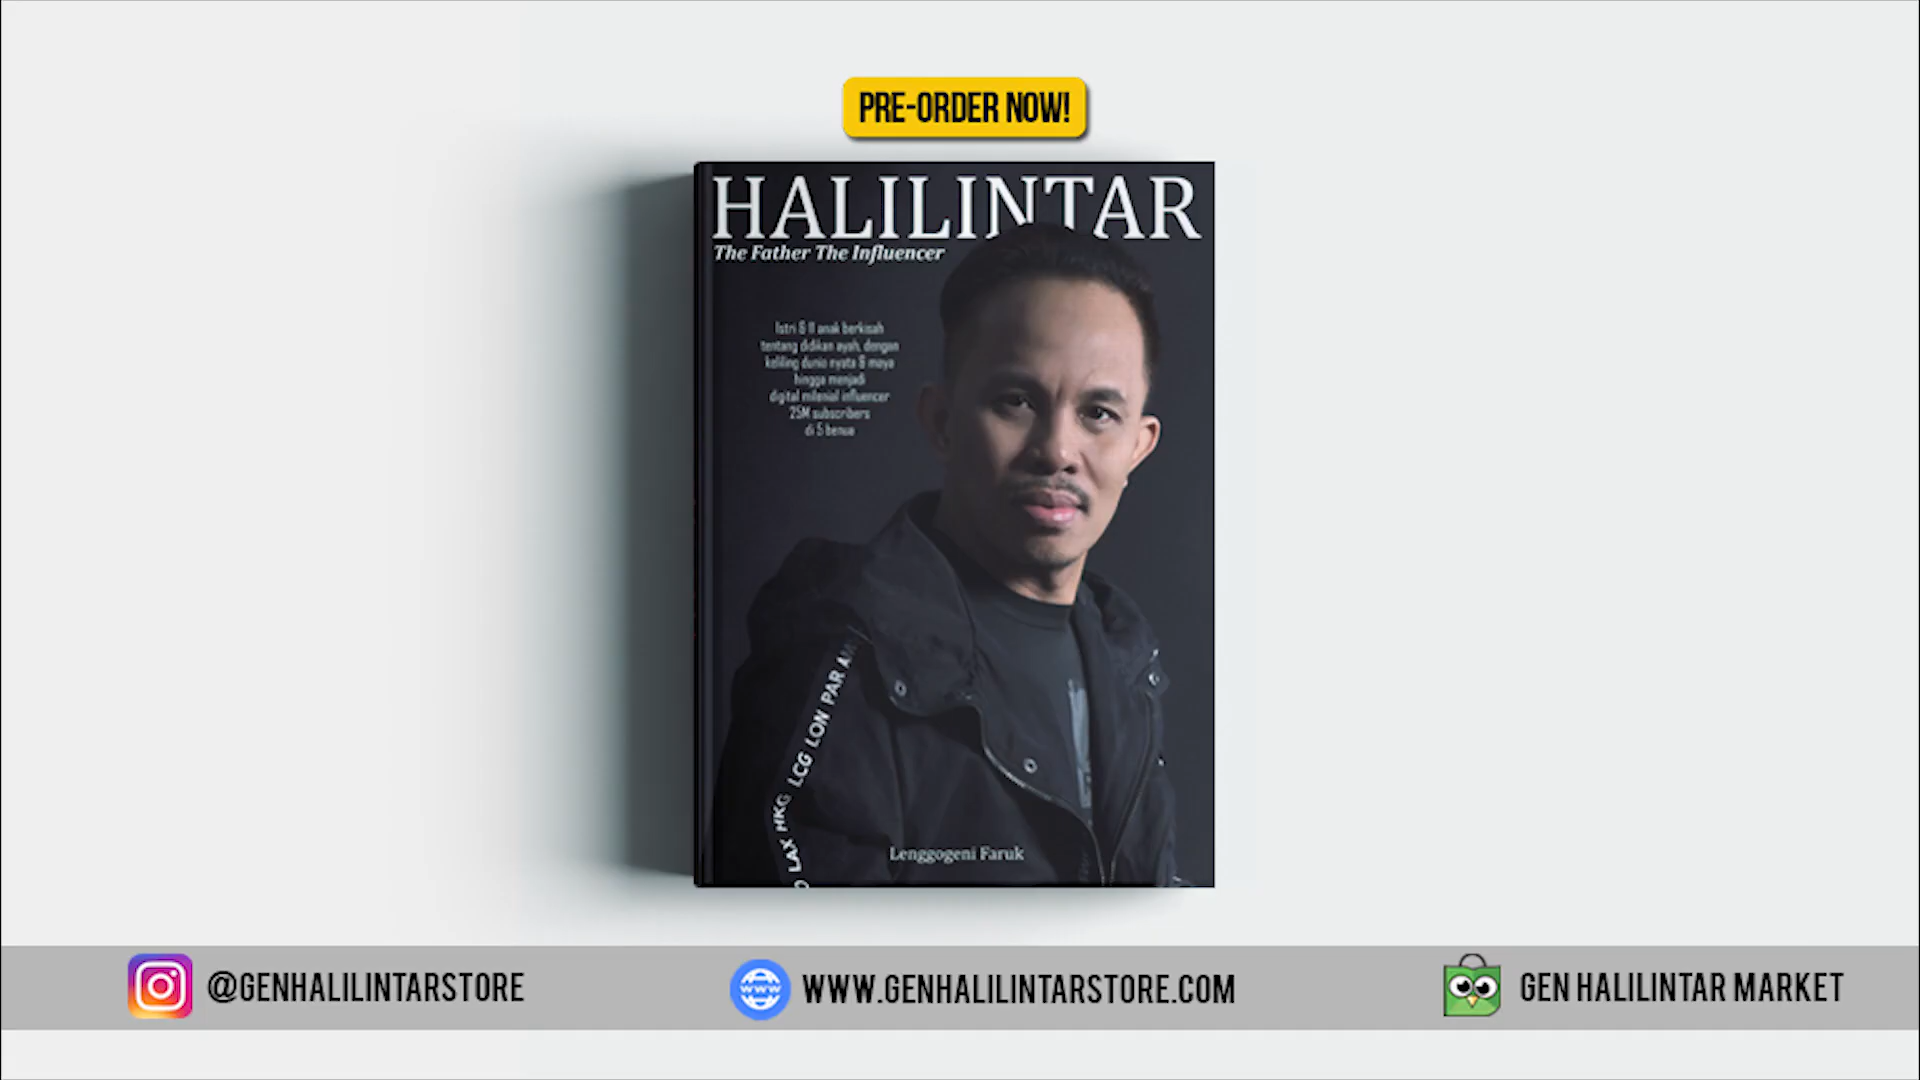 PRE-ORDER NOW!
HALILINTAR
The Father The Influencer
Istri & 11 anak berkisah
tentang didikan ayah, dengan
keliling dunia nyata & maya
hingga menjadi
digital milenial influencer
25M subscribers
di 5 benua
LAX HKG LCG LON PAR
Lenggogeni Faruk
@GENHALILINTARSTORE
WWW
WWW.GENHALILINTARSTORE.COM
GEN HALILINTAR MARKET